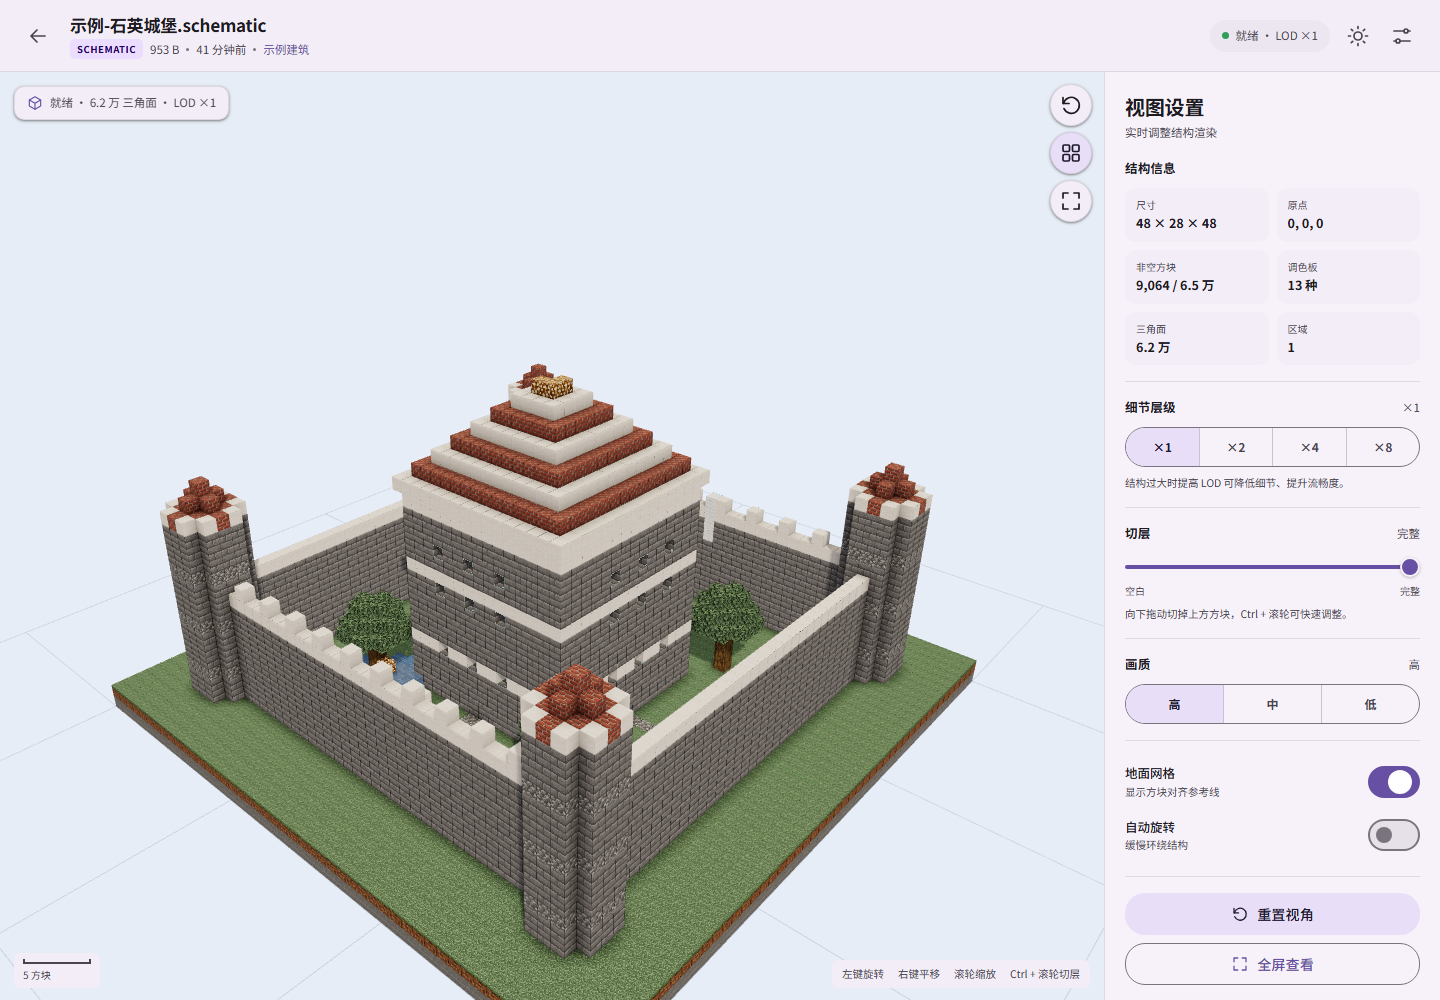 示例-石英城堡.schematic
SCHEMATIC 953 B • 41 分钟前 • 示例建筑
就绪 • LOD ×1
就绪 • 6.2 万 三角面 • LOD ×1
5 方块
左键旋转 右键平移 滚轮缩放 Ctrl + 滚轮切层
视图设置
实时调整结构渲染
结构信息
尺寸
48 × 28 × 48
原点
0, 0, 0
非空方块
9,064 / 6.5 万
调色板
13 种
三角面
6.2 万
区域
1
细节层级 ×1
×1 ×2 ×4 ×8
结构过大时提高 LOD 可降低细节、提升流畅度。
切层 完整
空白 完整
向下拖动切掉上方方块，Ctrl + 滚轮可快速调整。
画质 高
高 中 低
地面网格
显示方块对齐参考线
自动旋转
缓慢环绕结构
重置视角
全屏查看